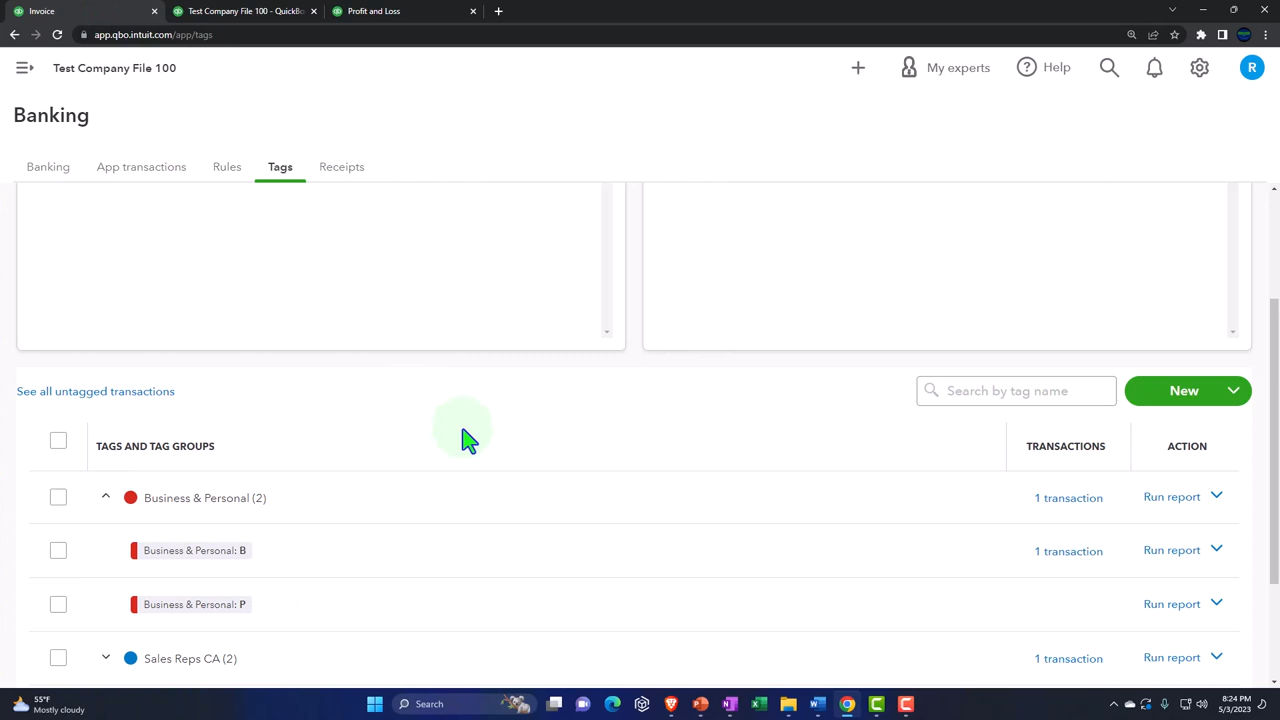 Invoice
Test Company File 100 - QuickBo
Profit and Loss
app.qbo.intuit.com/app/tags
Test Company File 100
My experts
Help
R
Banking
Banking
App transactions
Rules
Tags
Receipts
See all untagged transactions
Search by tag name
New
TAGS AND TAG GROUPS
TRANSACTIONS
ACTION
Business & Personal (2)
1 transaction
Run report
Business & Personal: B
1 transaction
Run report
Business & Personal: P
Run report
Sales Reps CA (2)
1 transaction
Run report
55°F
Mostly cloudy
Search
8:24 PM
5/3/2023